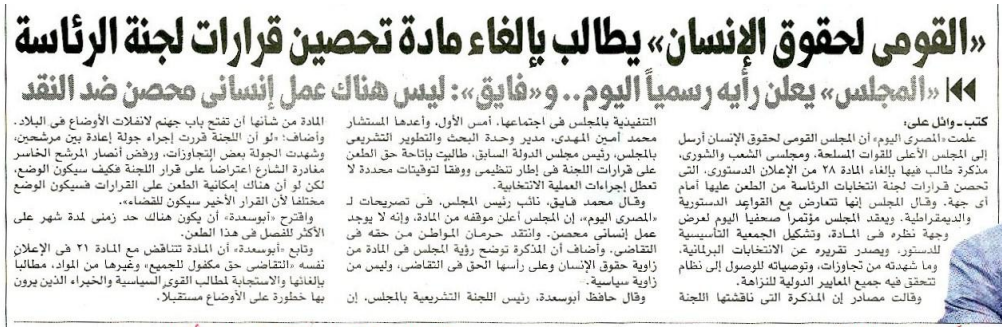 «القومى لحقوق الإنسان» يطالب بإلغاء مادة تحصين قرارات لجنة الرئاسة
«المجلس» يعلن رأيه رسمياً اليوم.. و«فايق»: ليس هناك عمل إنسانى محصن ضد النقد
كتب - وائل على:
علمت «المصرى اليوم» أن المجلس القومى لحقوق الإنسان أرسل
إلى المجلس الأعلى للقوات المسلحة، ومجلسى الشعب والشورى،
مذكرة طالب فيها بإلغاء المادة ٢٨ من الإعلان الدستورى، التى
تحصن قرارات لجنة انتخابات الرئاسة من الطعن عليها أمام
أى جهة. وقال المجلس إنها تتعارض مع القواعد الدستورية
والديمقراطية. ويعقد المجلس مؤتمراً صحفياً اليوم لعرض
وجهة نظره فى المادة، وتشكيل الجمعية التأسيسية
للدستور، ويصدر تقريره عن الانتخابات البرلمانية،
وما شهدته من تجاوزات، وتوصياته للوصول إلى نظام
تتحقق فيه جميع المعايير الدولية للنزاهة.
وقالت مصادر إن المذكرة التى ناقشتها اللجنة
التنفيذية بالمجلس فى اجتماعها، أمس الأول، وأعدها المستشار
محمد أمين المهدى، مدير وحدة البحث والتطوير التشريعى
بالمجلس، رئيس مجلس الدولة السابق، طالبت بإتاحة حق الطعن
على قرارات اللجنة فى إطار تنظيمى ووفقا لتوقيتات محددة لا
تعطل إجراءات العملية الانتخابية.
وقال محمد فايق، نائب رئيس المجلس، فى تصريحات لـ
«المصرى اليوم»، إن المجلس أعلن موقفه من المادة، وإنه لا يوجد
عمل إنسانى محصن. وانتقد حرمان المواطن من حقه فى
التقاضى. وأضاف أن المذكرة توضح رؤية المجلس فى المادة من
زاوية حقوق الإنسان وعلى رأسها الحق فى التقاضى، وليس من
زاوية سياسية.
وقال حافظ أبوسعدة، رئيس اللجنة التشريعية بالمجلس، إن
المادة من شأنها أن تفتح باب جهنم لانفلات الأوضاع فى البلاد.
وأضاف: «لو أن اللجنة قررت إجراء جولة إعادة بين مرشحين،
وشهدت الجولة بعض التجاوزات، ورفض أنصار المرشح الخاسر
مغادرة الشارع اعتراضا على قرار اللجنة فكيف سيكون الوضع،
لكن لو أن هناك إمكانية الطعن على القرارات فسيكون الوضع
مختلفا لأن القرار الأخير سيكون للقضاء».
واقترح «أبوسعدة» أن يكون هناك حد زمنى لمدة شهر على
الأكثر للفصل فى هذا الطعن.
وتابع «أبوسعدة» أن المادة تتناقض مع المادة ٢١ فى الإعلان
نفسه «التقاضى حق مكفول للجميع» وغيرها من المواد، مطالباً
بإلغائها والاستجابة لمطالب القوى السياسية والخبراء الذين يرون
بها خطورة على الأوضاع مستقبلا.